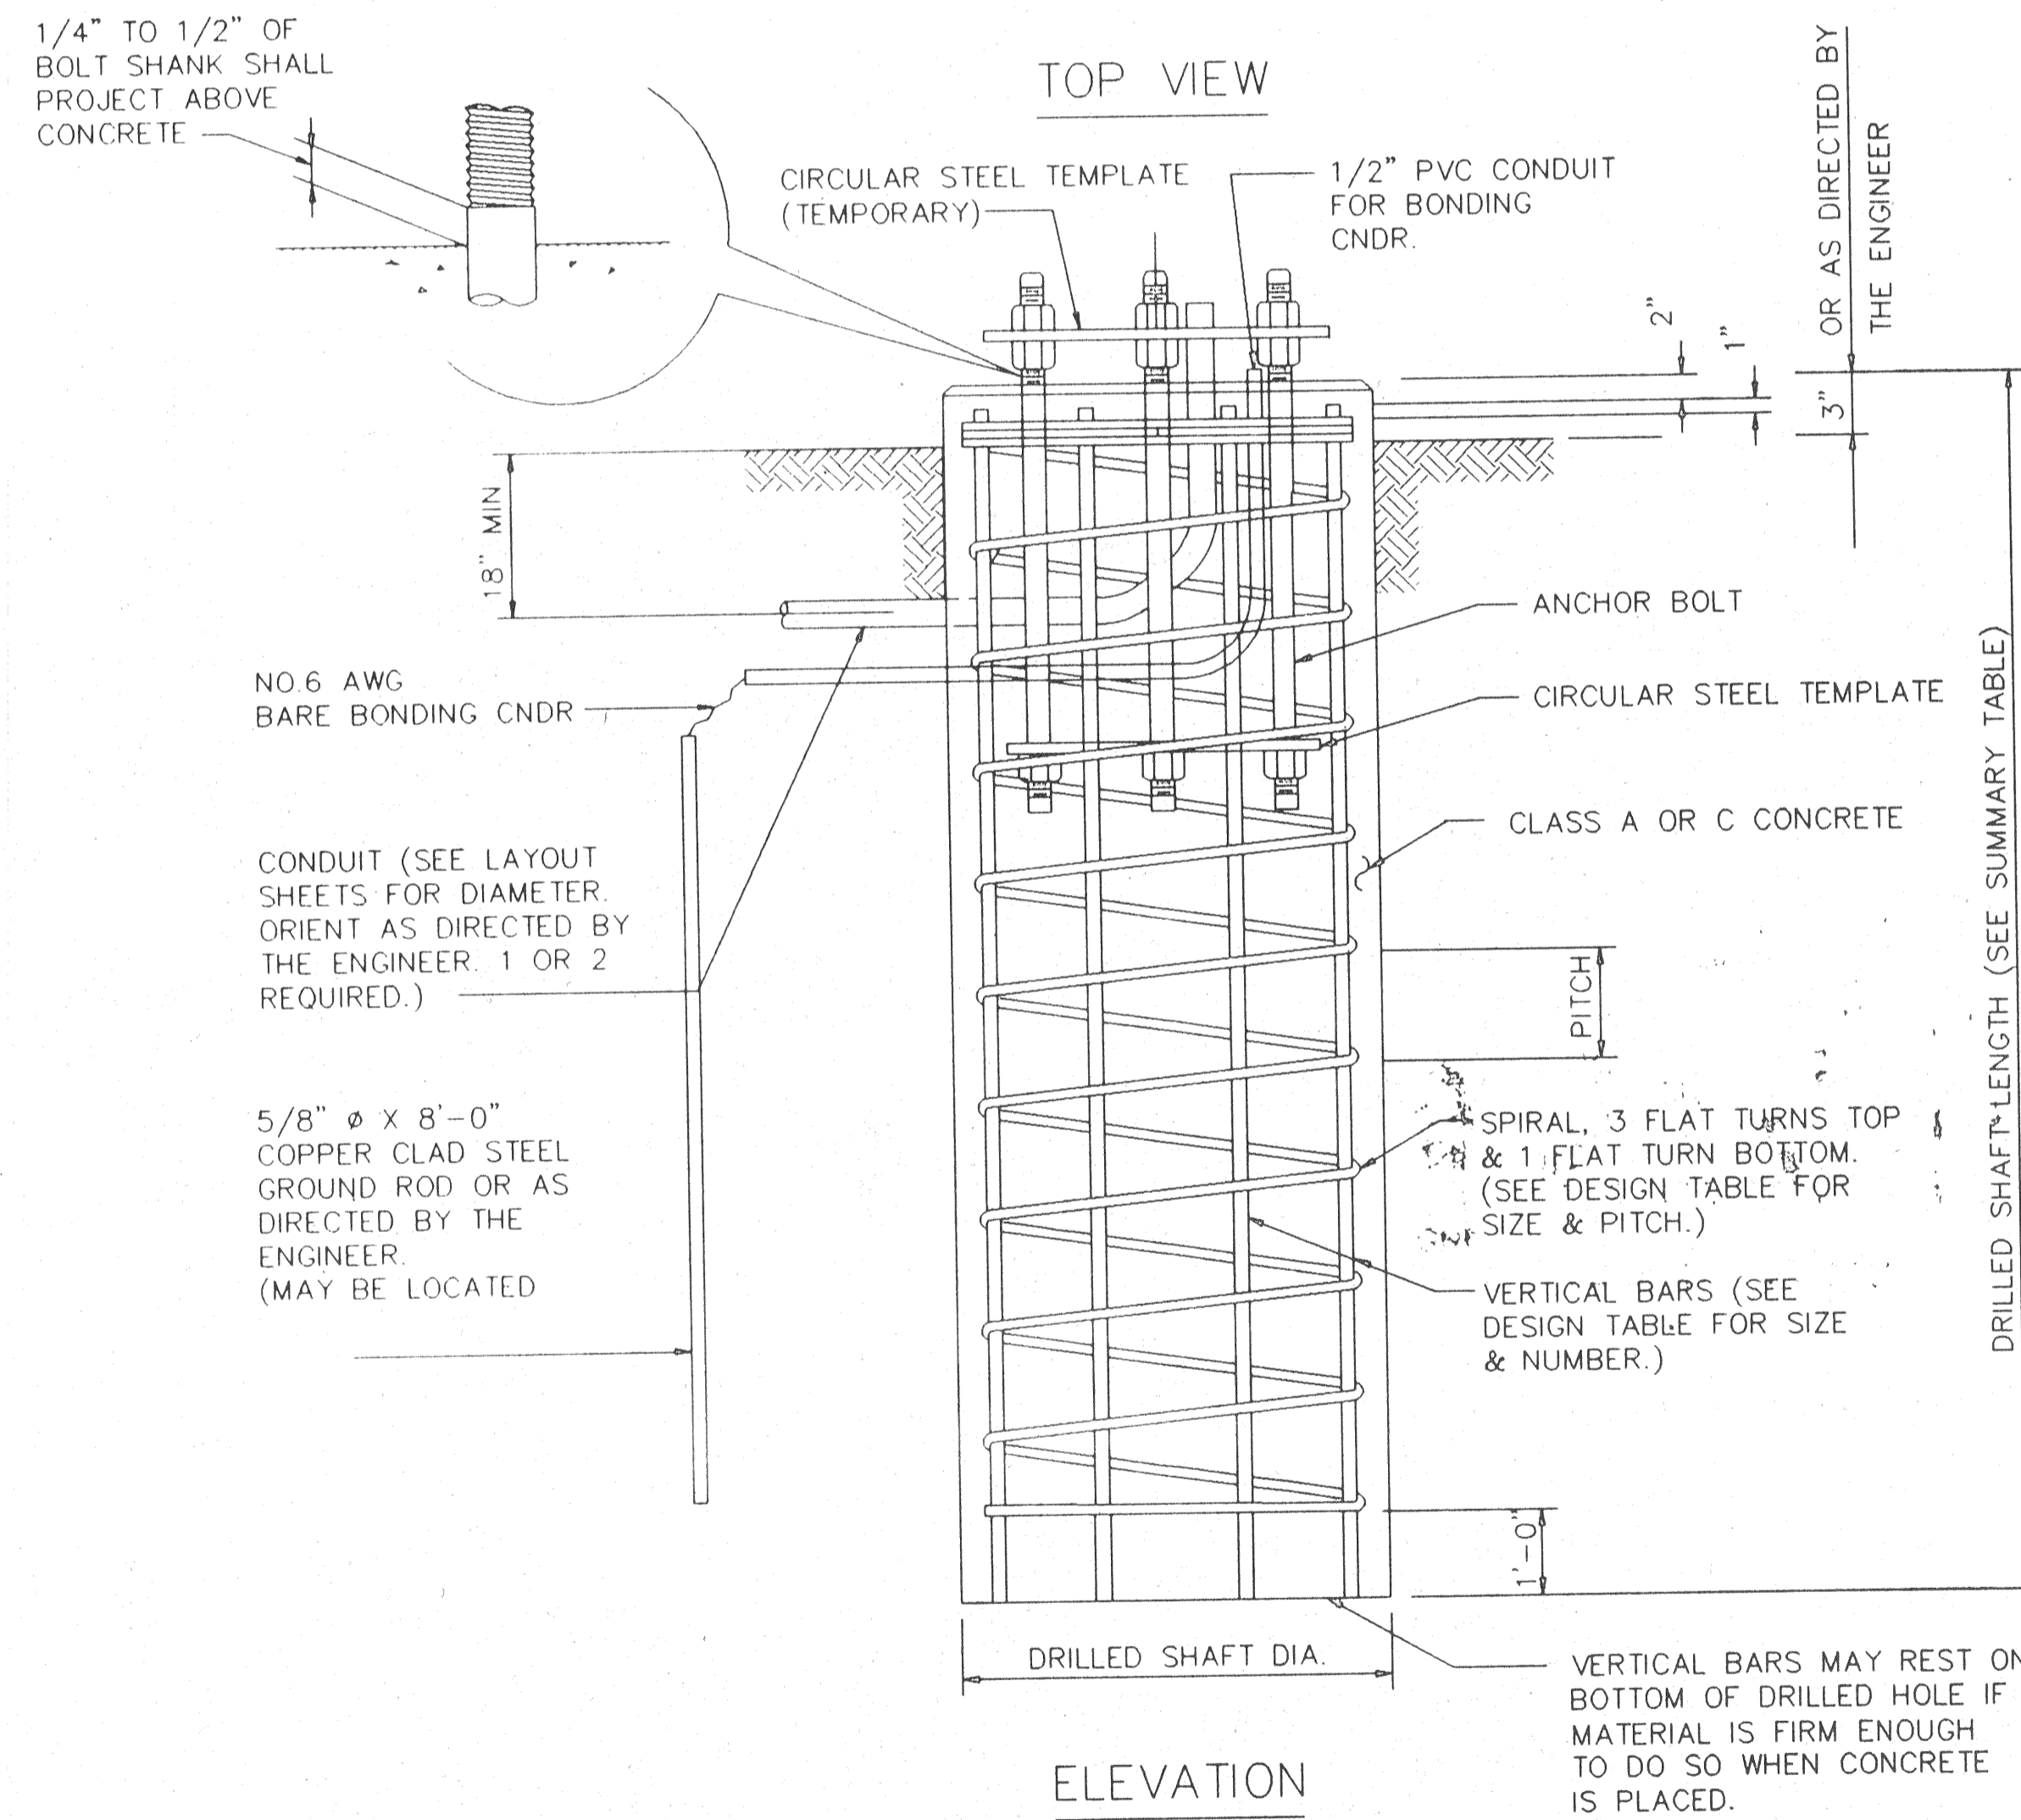 1/4" TO 1/2" OF
BOLT SHANK SHALL
PROJECT ABOVE
CONCRETE
TOP VIEW
CIRCULAR STEEL TEMPLATE
(TEMPORARY)
1/2" PVC CONDUIT
FOR BONDING
CNDR.
OR AS DIRECTED BY
THE ENGINEER
2"
1"
3"
18" MIN
ANCHOR BOLT
NO.6 AWG
BARE BONDING CNDR
CIRCULAR STEEL TEMPLATE
CLASS A OR C CONCRETE
DRILLED SHAFT LENGTH (SEE SUMMARY TABLE)
CONDUIT (SEE LAYOUT
SHEETS FOR DIAMETER.
ORIENT AS DIRECTED BY
THE ENGINEER. 1 OR 2
REQUIRED.)
PITCH
5/8" ø X 8'-0"
COPPER CLAD STEEL
GROUND ROD OR AS
DIRECTED BY THE
ENGINEER.
(MAY BE LOCATED
SPIRAL, 3 FLAT TURNS TOP
& 1 FLAT TURN BOTTOM.
(SEE DESIGN TABLE FOR
SIZE & PITCH.)
VERTICAL BARS (SEE
DESIGN TABLE FOR SIZE
& NUMBER.)
1'-0"
DRILLED SHAFT DIA.
VERTICAL BARS MAY REST ON
BOTTOM OF DRILLED HOLE IF
MATERIAL IS FIRM ENOUGH
TO DO SO WHEN CONCRETE
IS PLACED.
ELEVATION